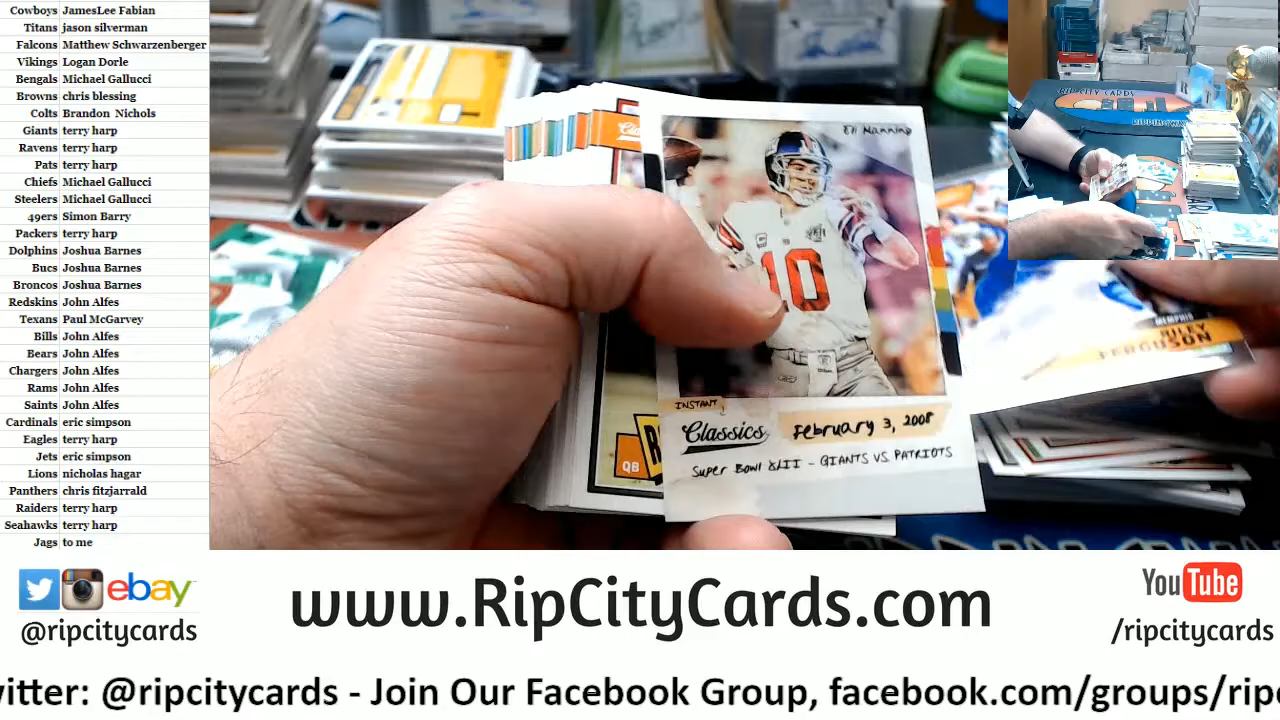 Cowboys JamesLee Fabian
Titans jason silverman
Falcons Matthew Schwarzenberger
Vikings Logan Dorle
Bengals Michael Gallucci
Browns chris blessing
Colts Brandon Nichols
Giants terry harp
Ravens terry harp
Pats terry harp
Chiefs Michael Gallucci
Steelers Michael Gallucci
49ers Simon Barry
Packers terry harp
Dolphins Joshua Barnes
Bucs Joshua Barnes
Broncos Joshua Barnes
Redskins John Alfes
Texans Paul McGarvey
Bills John Alfes
Bears John Alfes
Chargers John Alfes
Rams John Alfes
Saints John Alfes
Cardinals eric simpson
Eagles terry harp
Jets eric simpson
Lions nicholas hagar
Panthers chris fitzjarrald
Raiders terry harp
Seahawks terry harp
Jags to me
Eli Manning
10
INSTANT
Classics February 3, 2008
SUPER BOWL XLII - GIANTS VS. PATRIOTS
QB
MEMPHIS
RILEY
FERGUSON
RIP CITY CARDS
ebay
@ripcitycards
www.RipCityCards.com
YouTube
/ripcitycards
witter: @ripcitycards - Join Our Facebook Group, facebook.com/groups/ripc